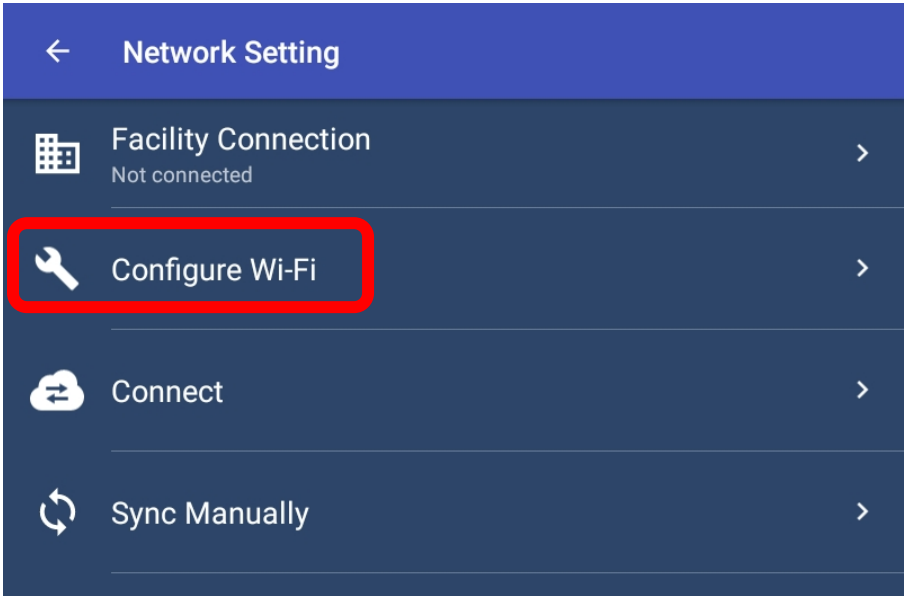 Network Setting
Facility Connection
Not connected
Configure Wi-Fi
Connect
Sync Manually